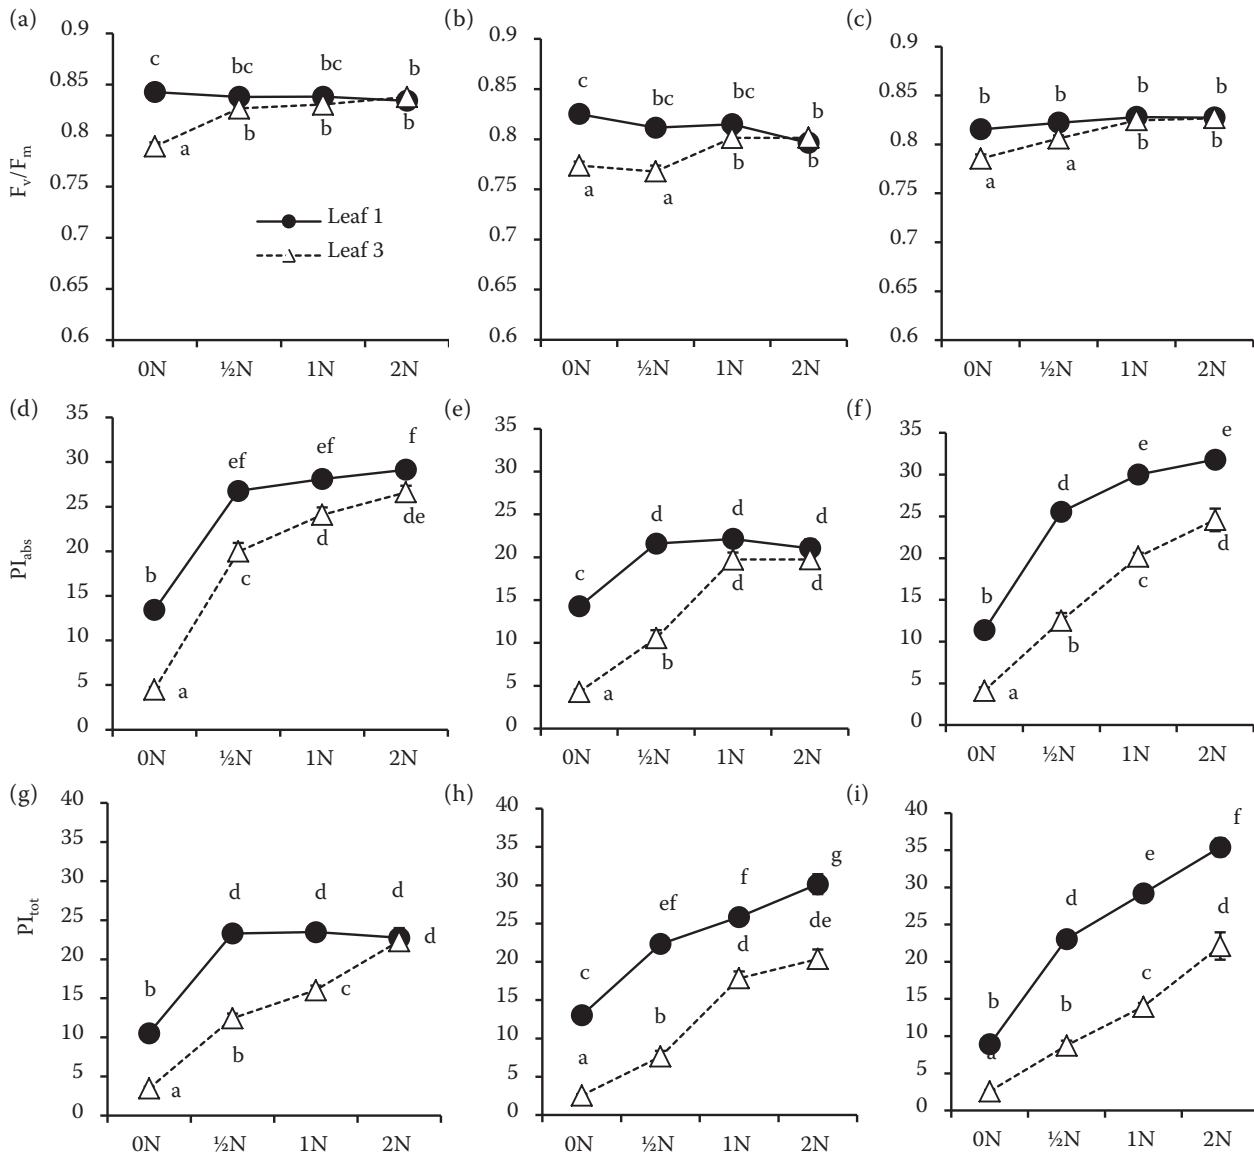 (a)
0.9
0.85
0.8
0.75
0.7
0.65
0.6
Fv/Fm
c bc bc b
a b b b
Leaf 1
Leaf 3
0N ½N 1N 2N
(b)
0.9
0.85
0.8
0.75
0.7
0.65
0.6
c bc bc b
a a b b
0N ½N 1N 2N
(c)
0.9
0.85
0.8
0.75
0.7
0.65
0.6
b b b b
a a b b
0N ½N 1N 2N
(d)
35
30
25
20
15
10
5
0
PIabs
b ef ef f
a c d de
0N ½N 1N 2N
(e)
35
30
25
20
15
10
5
0
c d d d
a b d d
0N ½N 1N 2N
(f)
35
30
25
20
15
10
5
0
b d e e
a b c d
0N ½N 1N 2N
(g)
40
35
30
25
20
15
10
5
0
PItot
b d d d
a b c d
0N ½N 1N 2N
(h)
40
35
30
25
20
15
10
5
0
c ef f g
a b d de
0N ½N 1N 2N
(i)
40
35
30
25
20
15
10
5
0
b d e f
a b c d
0N ½N 1N 2N